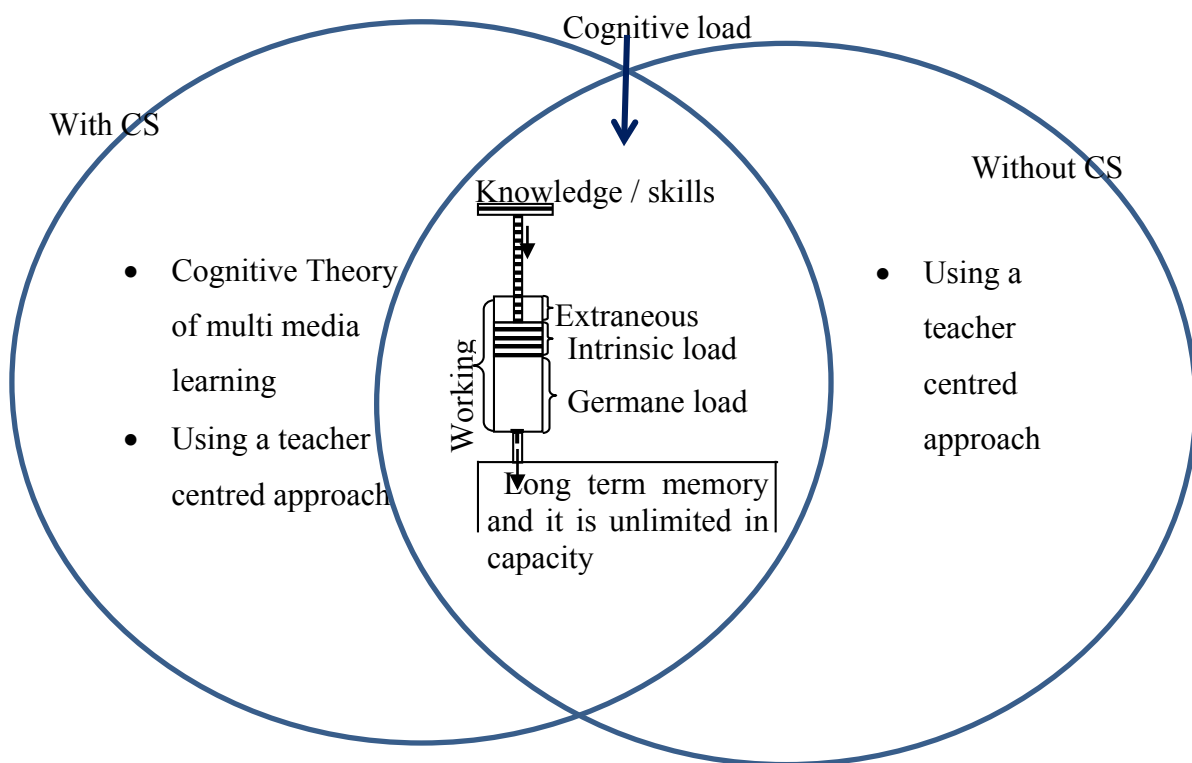 Cognitive load
With CS
Without CS
Knowledge / skills
• Cognitive Theory
of multi media
learning
• Using a teacher
centred approach
Working
Extraneous
Intrinsic load
Germane load
Long term memory
and it is unlimited in
capacity
• Using a
teacher
centred
approach